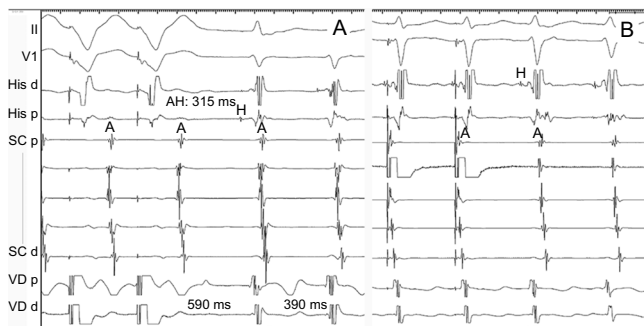 II
A
B
V1
His d
AH: 315 ms
H
H
His p
SC p
A
A
A
A
A
SC d
VD p
VD d
590 ms
390 ms